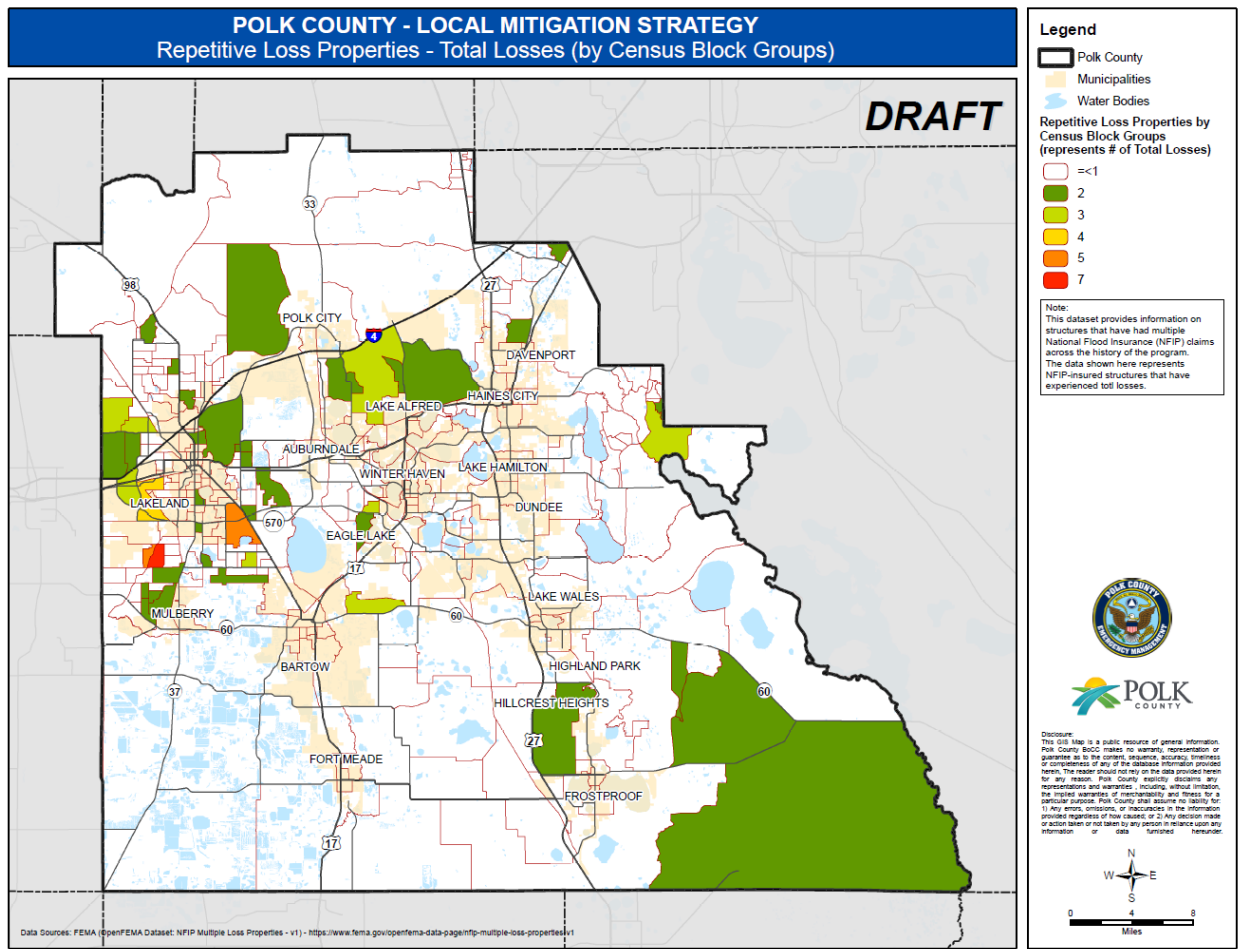 POLK COUNTY - LOCAL MITIGATION STRATEGY
Repetitive Loss Properties - Total Losses (by Census Block Groups)
DRAFT
33
98
27
POLK CITY
4
DAVENPORT
HAINES CITY
LAKE ALFRED
AUBURNDALE
WINTER HAVEN
LAKE HAMILTON
LAKELAND
DUNDEE
570
EAGLE LAKE
17
LAKE WALES
MULBERRY
60
60
BARTOW
HIGHLAND PARK
37
60
HILLCREST HEIGHTS
27
FORT MEADE
FROSTPROOF
17
Data Sources: FEMA (OpenFEMA Dataset: NFIP Multiple Loss Properties - v1) - https://www.fema.gov/openfema-data-page/nfip-multiple-loss-properties-v1
Legend
Polk County
Municipalities
Water Bodies
Repetitive Loss Properties by
Census Block Groups
(represents # of Total Losses)
=<1
2
3
4
5
7
Note:
This dataset provides information on
structures that have had multiple
National Flood Insurance (NFIP) claims
across the history of the program.
The data shown here represents
NFIP-insured structures that have
experienced totl losses.
POLK COUNTY
EMERGENCY MANAGEMENT
POLK
COUNTY
Disclosure:
This GIS Map is a public resource of general information.
Polk County BoCC makes no warranty, representation or
guarantee as to the content, sequence, accuracy, timeliness
or completeness of any of the database information provided
herein, The reader should not rely on the data provided herein
for any reason. Polk County explicitly disclaims any
representations and warranties , including, without limitation,
the implied warranties of merchantability and fitness for a
particular purpose. Polk County shall assume no liability for:
1) Any errors, omissions, or inaccuracies in the information
provided regardless of how caused; or 2) Any decision made
or action taken or not taken by any person in reliance upon any
information or data furnished hereunder.
N
W E
S
0 4 8
Miles